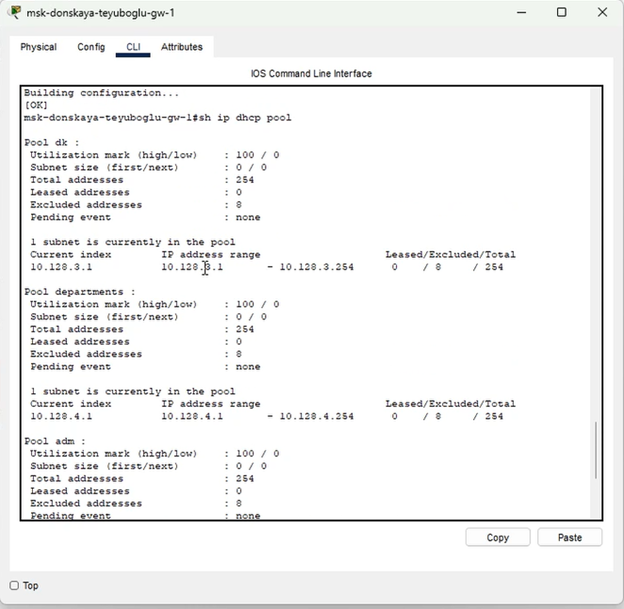 msk-donskaya-teyuboglu-gw-1
Physical Config CLI Attributes
IOS Command Line Interface
Building configuration...
[OK]
msk-donskaya-teyuboglu-gw-1#sh ip dhcp pool
Pool dk :
Utilization mark (high/low) : 100 / 0
Subnet size (first/next) : 0 / 0
Total addresses : 254
Leased addresses : 0
Excluded addresses : 8
Pending event : none
1 subnet is currently in the pool
Current index IP address range Leased/Excluded/Total
10.128.3.1 10.128.3.1 - 10.128.3.254 0 / 8 / 254
Pool departments :
Utilization mark (high/low) : 100 / 0
Subnet size (first/next) : 0 / 0
Total addresses : 254
Leased addresses : 0
Excluded addresses : 8
Pending event : none
1 subnet is currently in the pool
Current index IP address range Leased/Excluded/Total
10.128.4.1 10.128.4.1 - 10.128.4.254 0 / 8 / 254
Pool adm :
Utilization mark (high/low) : 100 / 0
Subnet size (first/next) : 0 / 0
Total addresses : 254
Leased addresses : 0
Excluded addresses : 8
Pending event : none
Copy Paste
Top